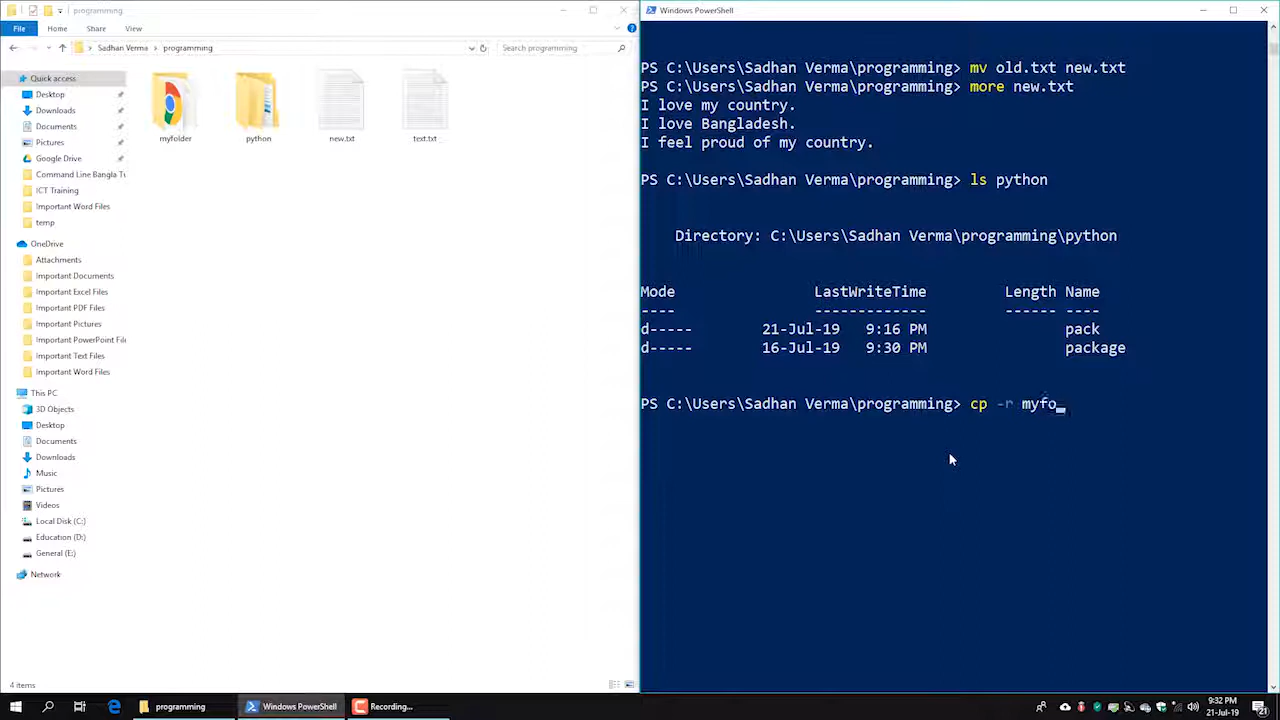 programming
File Home Share View
Sadhan Verma programming
Search programming
Quick access
Desktop
Downloads
Documents
Pictures
Google Drive
Command Line Bangla Tu
ICT Training
Important Word Files
temp
OneDrive
Attachments
Important Documents
Important Excel Files
Important PDF Files
Important Pictures
Important PowerPoint File
Important Text Files
Important Word Files
This PC
3D Objects
Desktop
Downloads
Documents
Music
Pictures
Videos
Local Disk (C:)
Education (D:)
General (E:)
Network
myfolder python new.txt text.txt
4 items
Windows PowerShell
PS C:\Users\Sadhan Verma\programming> mv old.txt new.txt
PS C:\Users\Sadhan Verma\programming> more new.txt
I love my country.
I love Bangladesh.
I feel proud of my country.
PS C:\Users\Sadhan Verma\programming> ls python
Directory: C:\Users\Sadhan Verma\programming\python
Mode LastWriteTime Length Name
---- ------------- ------ ----
d----- 21-Jul-19 9:16 PM pack
d----- 16-Jul-19 9:30 PM package
PS C:\Users\Sadhan Verma\programming> cp -r myfo_
programming Windows PowerShell Recording...
9:32 PM
21-Jul-19